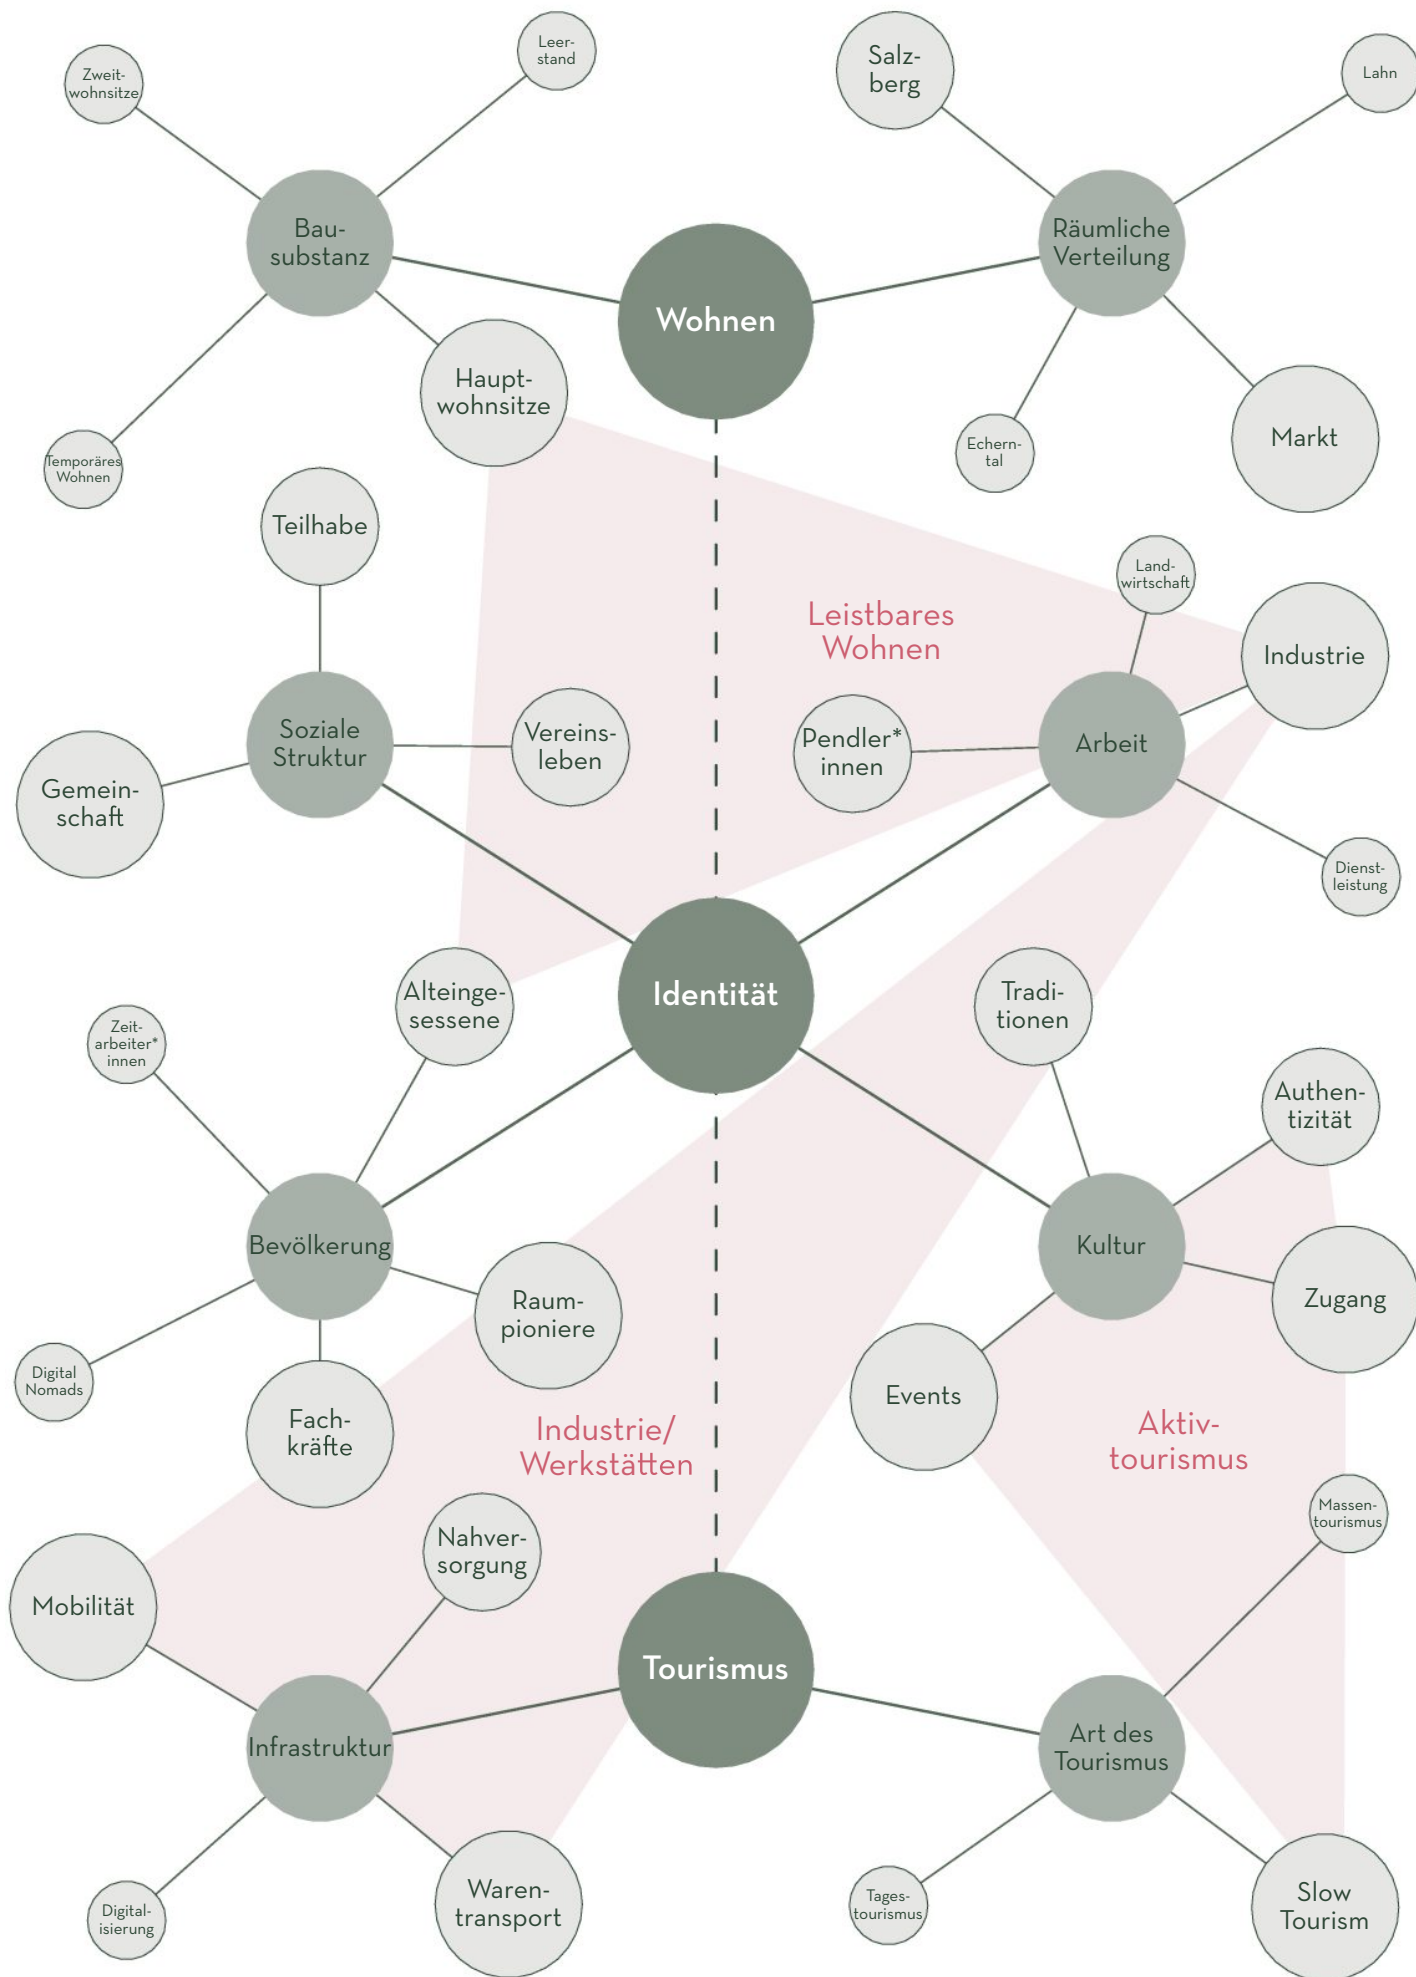 Leer-
stand
Zweit-
wohnsitze
Salz-
berg
Lahn
Bau-
substanz
Räumliche
Verteilung
Wohnen
Haupt-
wohnsitze
Markt
Echern-
tal
Temporäres
Wohnen
Teilhabe
Land-
wirtschaft
Leistbares
Wohnen
Industrie
Soziale
Struktur
Vereins-
leben
Pendler*
innen
Arbeit
Gemein-
schaft
Dienst-
leistung
Alteinge-
sessene
Identität
Tradi-
tionen
Zeit-
arbeiter*
innen
Authen-
tizität
Bevölkerung
Kultur
Raum-
pioniere
Zugang
Digital
Nomads
Events
Fach-
kräfte
Industrie/
Werkstätten
Aktiv-
tourismus
Massen-
tourismus
Nahver-
sorgung
Mobilität
Tourismus
Infrastruktur
Art des
Tourismus
Digital-
isierung
Waren-
transport
Tages-
tourismus
Slow
Tourism